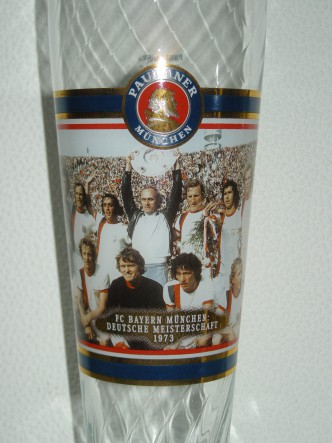 PAULANER
MÜNCHEN
FC BAYERN MÜNCHEN:
DEUTSCHE MEISTERSCHAFT
1973